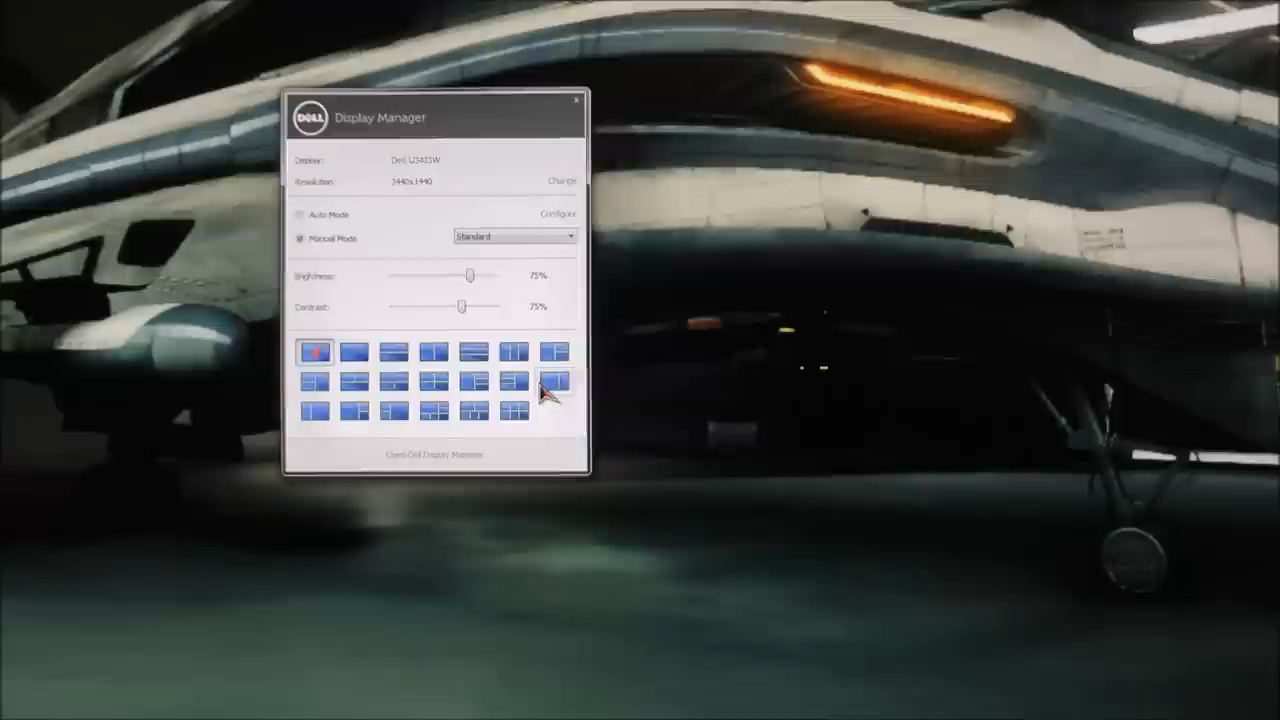 DELL Display Manager
Display: Dell U3415W
Resolution: 3440x1440 Change
Auto Mode Configure
Manual Mode Standard
Brightness: 75%
Contrast: 75%
Open Dell Display Manager